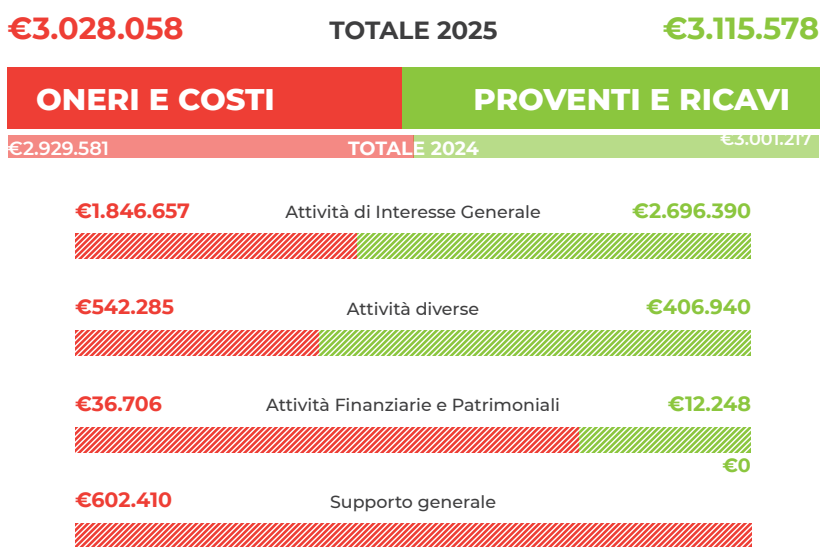 €3.028.058 TOTALE 2025 €3.115.578
ONERI E COSTI PROVENTI E RICAVI
€2.929.581 TOTALE 2024 €3.001.217
€1.846.657 Attività di Interesse Generale €2.696.390
€542.285 Attività diverse €406.940
€36.706 Attività Finanziarie e Patrimoniali €12.248
€0
€602.410 Supporto generale